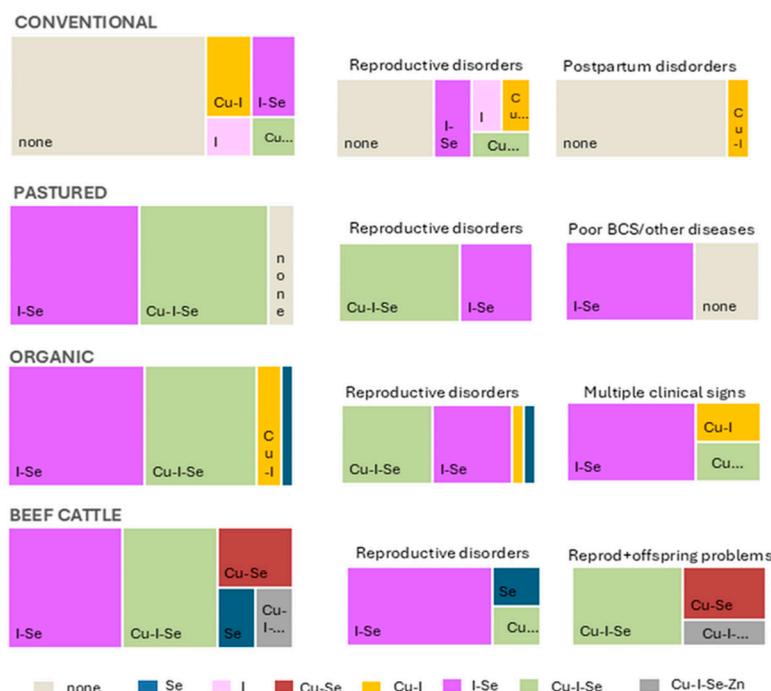 CONVENTIONAL
none
Cu-I
I-Se
I
Cu...
Reproductive disorders
none
I-
Se
I
C
u...
Cu...
Postpartum disdorders
none
C
u
-I
PASTURED
I-Se
Cu-I-Se
n
o
n
e
Reproductive disorders
Cu-I-Se
I-Se
Poor BCS/other diseases
I-Se
none
ORGANIC
I-Se
Cu-I-Se
C
u
-I
Reproductive disorders
Cu-I-Se
I-Se
Multiple clinical signs
I-Se
Cu-I
Cu...
BEEF CATTLE
I-Se
Cu-I-Se
Cu-Se
Se
Cu-
I-...
Reproductive disorders
I-Se
Se
Cu...
Reprod+offspring problems
Cu-I-Se
Cu-Se
Cu-I-...
none Se I Cu-Se Cu-I I-Se Cu-I-Se Cu-I-Se-Zn